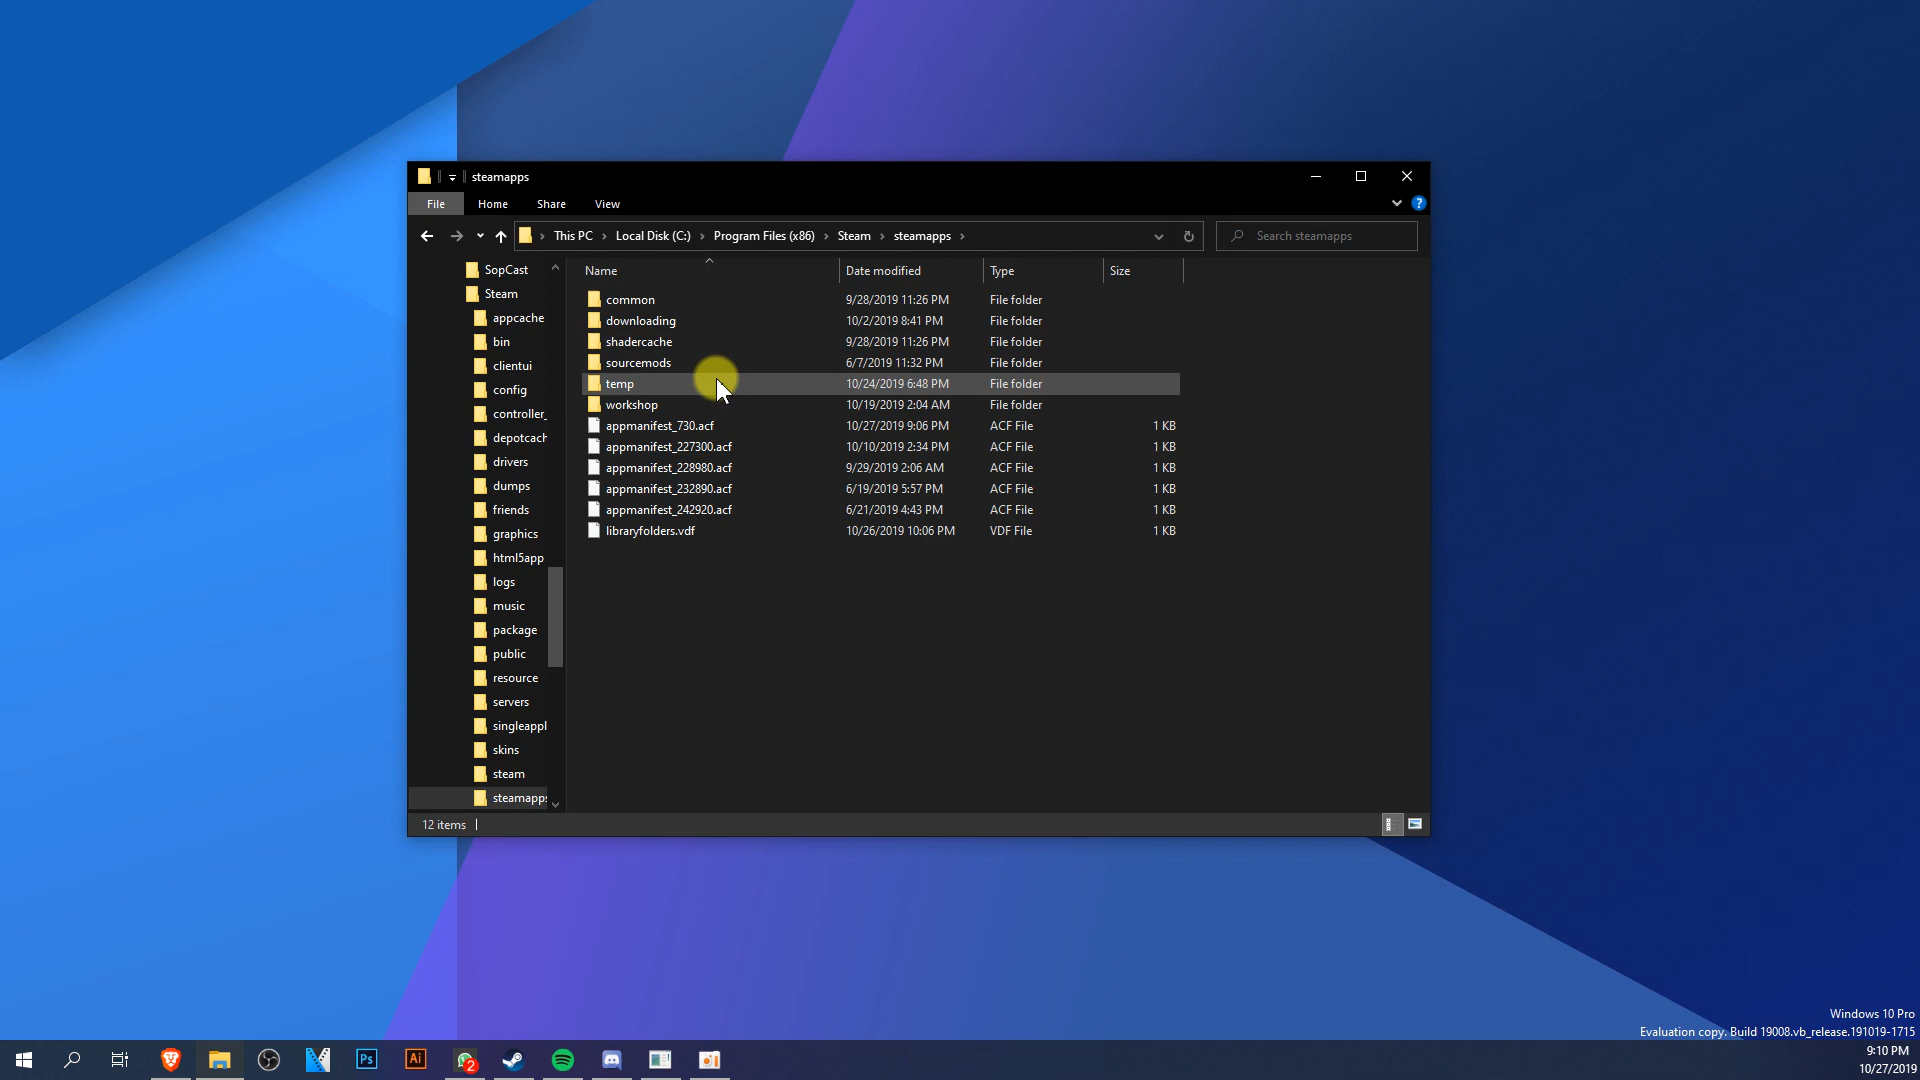 steamapps
File Home Share View
This PC Local Disk (C:) Program Files (x86) Steam steamapps
Search steamapps
SopCast
Steam
appcache
bin
clientui
config
controller_
depotcach
drivers
dumps
friends
graphics
html5app
logs
music
package
public
resource
servers
singleappl
skins
steam
steamapps
Name Date modified Type Size
common 9/28/2019 11:26 PM File folder
downloading 10/2/2019 8:41 PM File folder
shadercache 9/28/2019 11:26 PM File folder
sourcemods 6/7/2019 11:32 PM File folder
temp 10/24/2019 6:48 PM File folder
workshop 10/19/2019 2:04 AM File folder
appmanifest_730.acf 10/27/2019 9:06 PM ACF File 1 KB
appmanifest_227300.acf 10/10/2019 2:34 PM ACF File 1 KB
appmanifest_228980.acf 9/29/2019 2:06 AM ACF File 1 KB
appmanifest_232890.acf 6/19/2019 5:57 PM ACF File 1 KB
appmanifest_242920.acf 6/21/2019 4:43 PM ACF File 1 KB
libraryfolders.vdf 10/26/2019 10:06 PM VDF File 1 KB
12 items
Windows 10 Pro
Evaluation copy. Build 19008.vb_release.191019-1715
Ps Ai 2
9:10 PM
10/27/2019